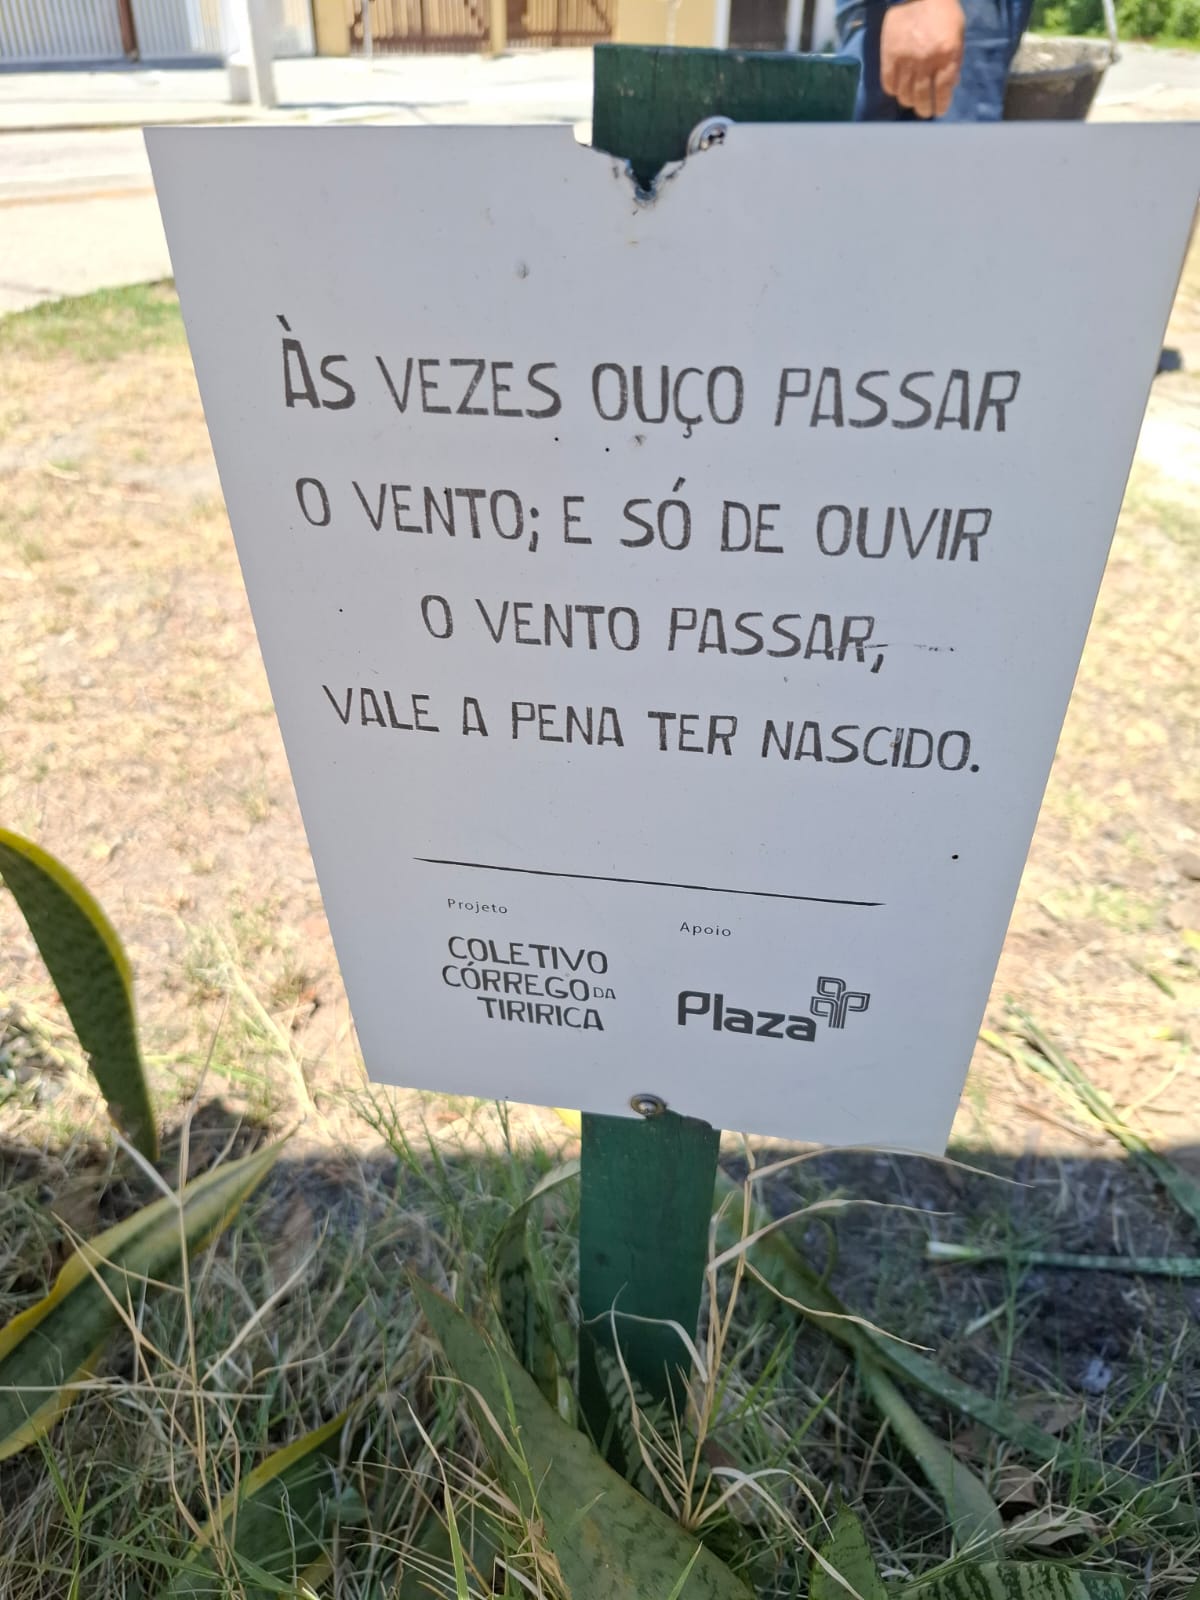 ÀS VEZES OUÇO PASSAR
O VENTO; E SÓ DE OUVIR
O VENTO PASSAR,
VALE A PENA TER NASCIDO.
Projeto
COLETIVO
CÓRREGO DA
TIRIRICA
Apoio
Plaza